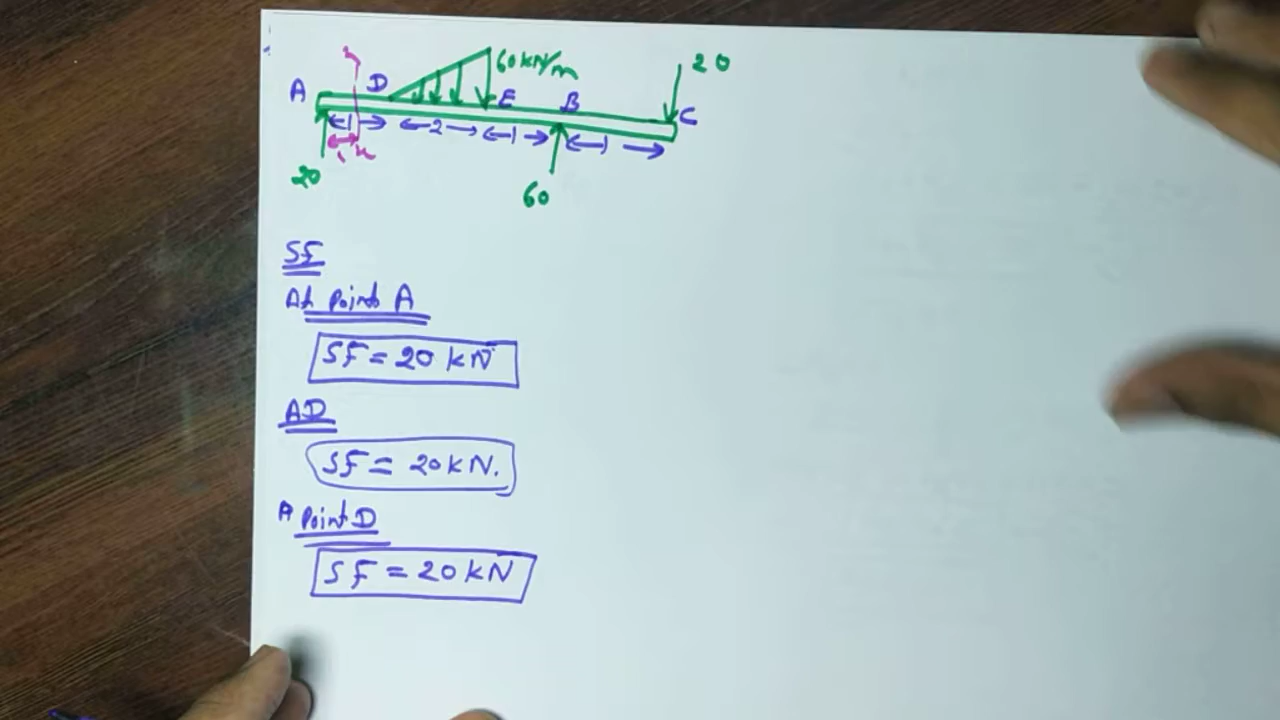 60 kN/m
20
A D E B C
1 2 1 1
x
20
60
SF
At Point A
SF = 20 kN
AD
SF = 20 kN.
A Point D
SF = 20 kN